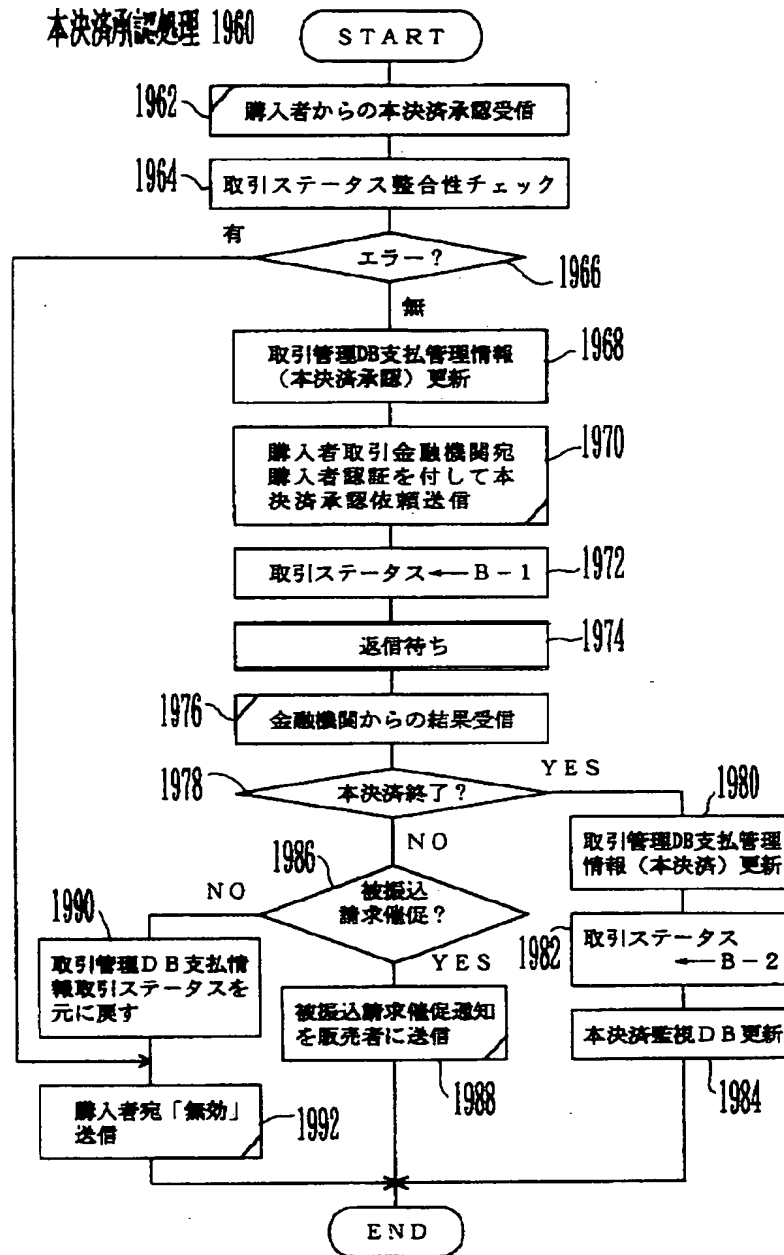 本決済承認処理 1960
START
1962
購入者からの本決済承認受信
1964
取引ステータス整合性チェック
有
エラー?
1966
無
取引管理DB支払管理情報
(本決済承認)更新
1968
購入者取引金融機関宛
購入者認証を付して本
決済承認依頼送信
1970
取引ステータス←B-1
1972
返信待ち
1974
1976
金融機関からの結果受信
1978
本決済終了?
YES
NO
1980
取引管理DB支払管理
情報(本決済)更新
1982
取引ステータス
←B-2
本決済監視DB更新
1984
1986
被振込
請求催促?
NO
YES
1990
取引管理DB支払情
報取引ステータスを
元に戻す
被振込請求催促通知
を販売者に送信
1988
購入者宛「無効」
送信
1992
END